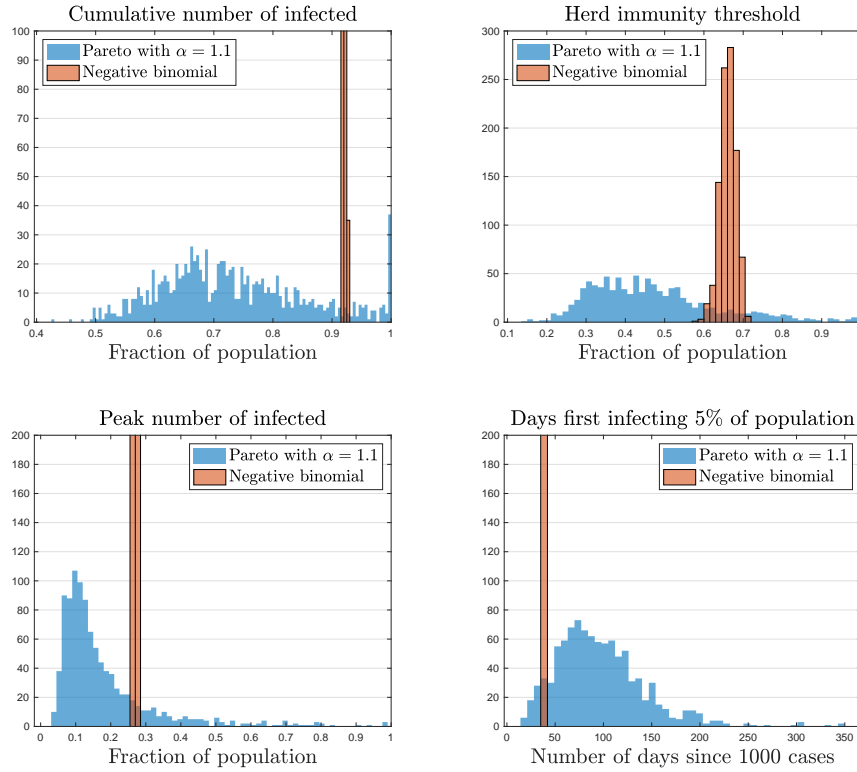 Cumulative number of infected
100
90
80
70
60
50
40
30
20
10
0
Pareto with α = 1.1
Negative binomial
0.4 0.5 0.6 0.7 0.8 0.9 1
Fraction of population
Herd immunity threshold
300
250
200
150
100
50
0
Pareto with α = 1.1
Negative binomial
0.1 0.2 0.3 0.4 0.5 0.6 0.7 0.8 0.9
Fraction of population
Peak number of infected
200
180
160
140
120
100
80
60
40
20
0
Pareto with α = 1.1
Negative binomial
0 0.1 0.2 0.3 0.4 0.5 0.6 0.7 0.8 0.9 1
Fraction of population
Days first infecting 5% of population
200
180
160
140
120
100
80
60
40
20
0
Pareto with α = 1.1
Negative binomial
0 50 100 150 200 250 300 350
Number of days since 1000 cases